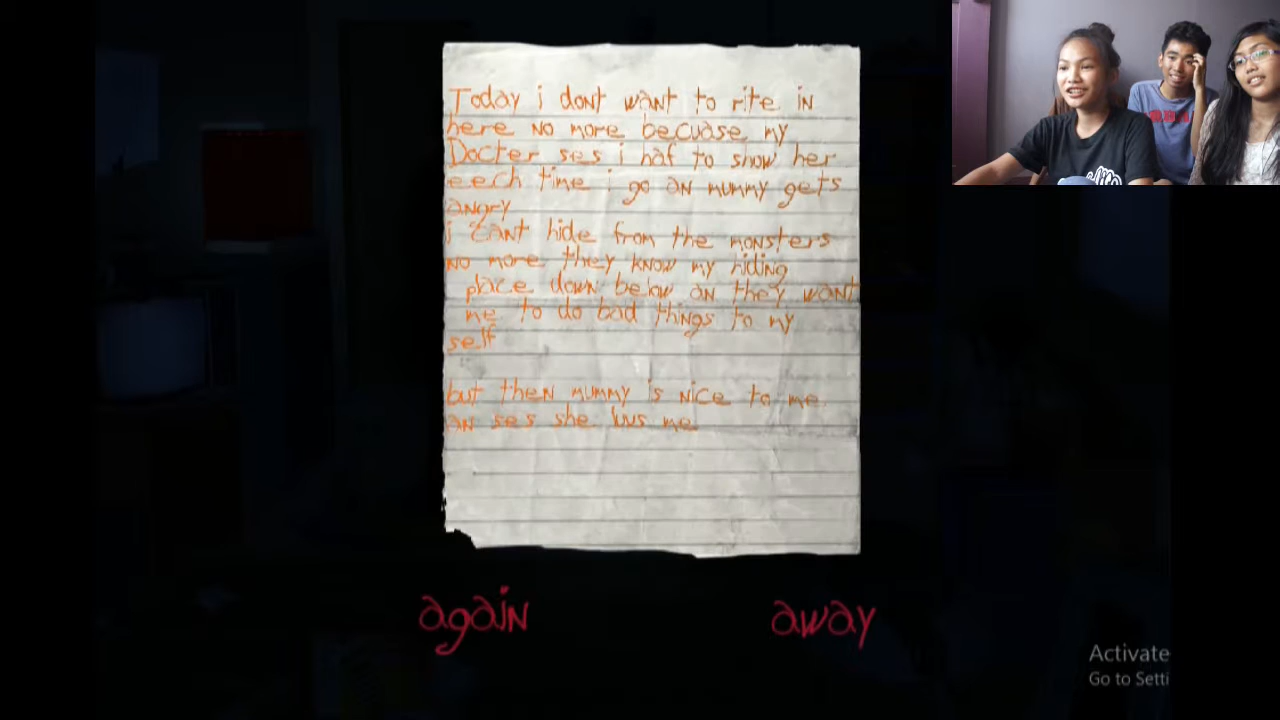 Today i dont want to rite in
here no more becuase my
Docter ses i haf to show her
eech time i go an mummy gets
angry
i cant hide from the monsters
no more they know my hiding
place down below an they want
me to do bad things to my
self
but then mummy is nice to me
an ses she luvs me
again
away
Activate
Go to Setti